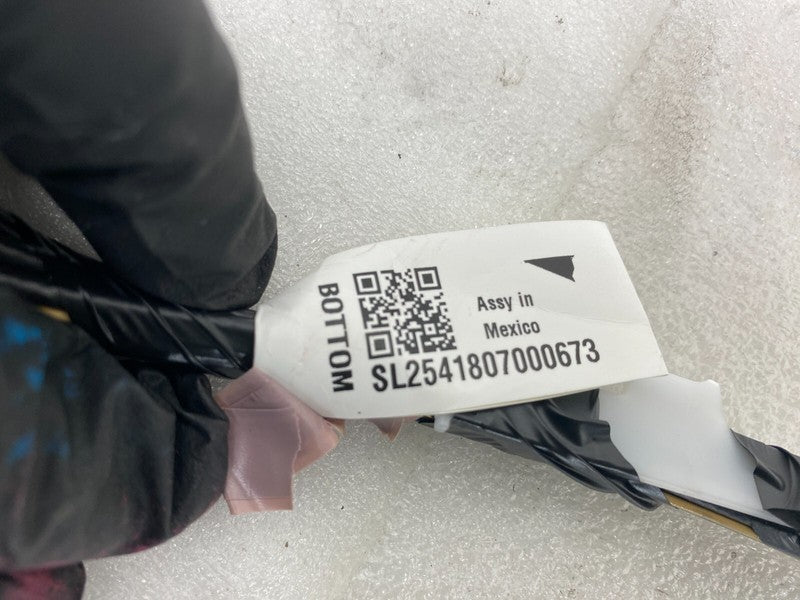 BOTTOM
Assy in
Mexico
SL2541807000673